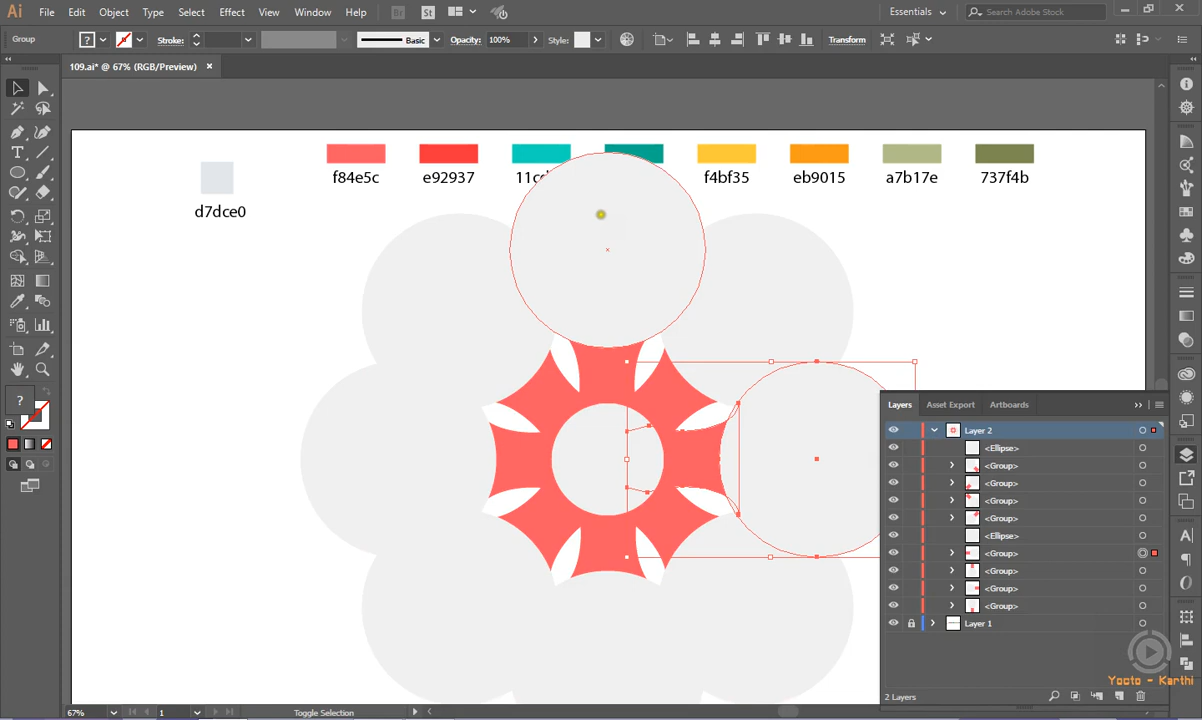 Ai File Edit Object Type Select Effect View Window Help Br St Essentials Search Adobe Stock
Group ? Stroke: Basic Opacity: 100% Style: Transform
109.ai* @ 67% (RGB/Preview) ×
f84e5c e92937 11c f4bf35 eb9015 a7b17e 737f4b
d7dce0
?
Layers Asset Export Artboards
Layer 2
<Ellipse>
<Group>
<Group>
<Group>
<Group>
<Ellipse>
<Group>
<Group>
<Group>
<Group>
Layer 1
2 Layers
Yocto - Karthi
67% 1 Toggle Selection